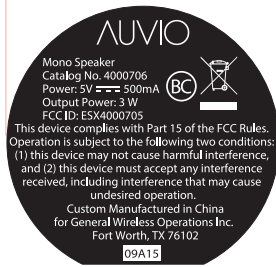 AUVIO
Mono Speaker
Catalog No. 4000706
Power: 5V ⎓ 500mA
Output Power: 3 W
FCC ID: ESX4000705
BC
This device complies with Part 15 of the FCC Rules.
Operation is subject to the following two conditions:
(1) this device may not cause harmful interference,
and (2) this device must accept any interference
received, including interference that may cause
undesired operation.
Custom Manufactured in China
for General Wireless Operations Inc.
Fort Worth, TX 76102
09A15